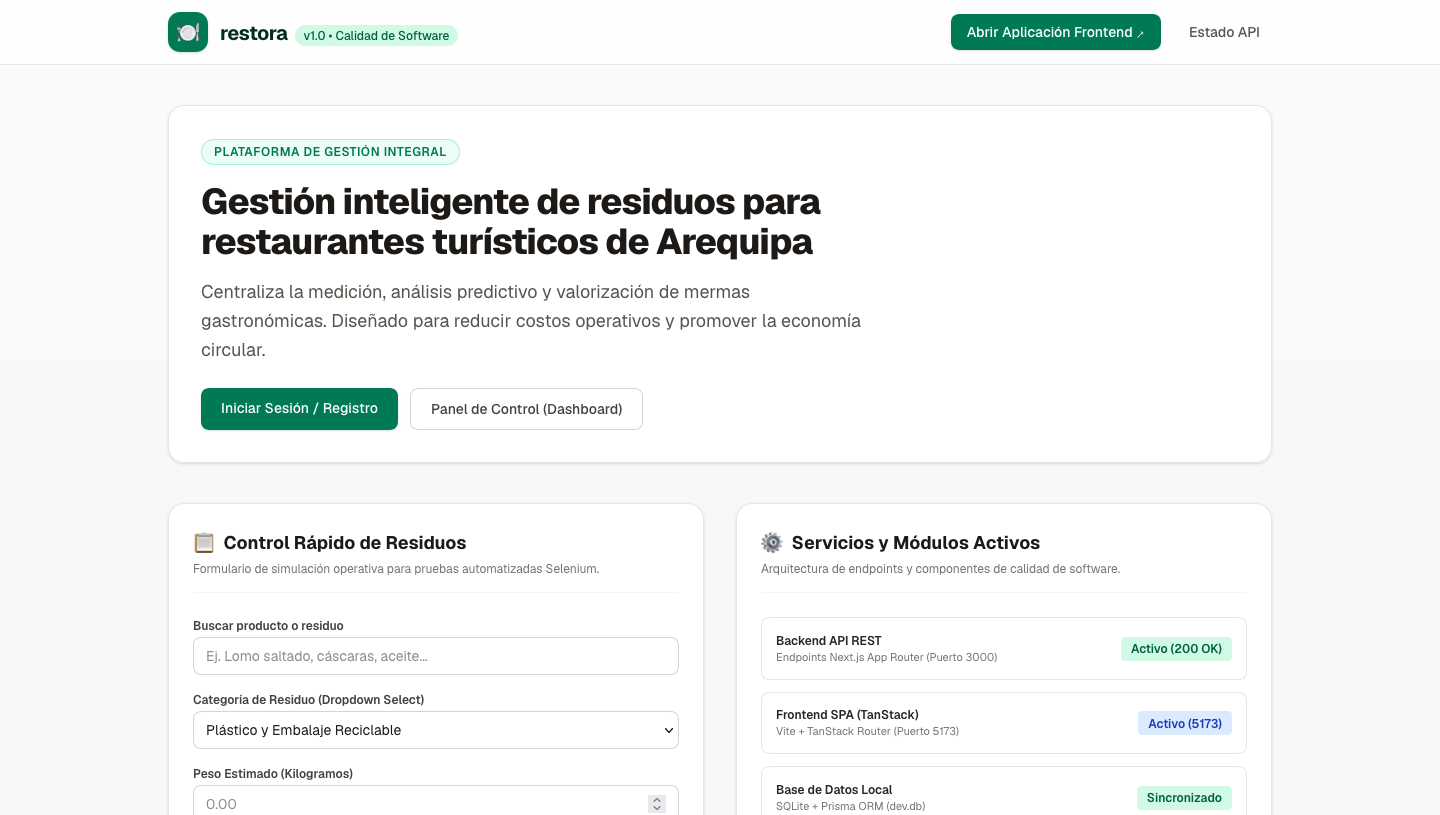 restora
v1.0 • Calidad de Software
Abrir Aplicación Frontend ↗
Estado API
PLATAFORMA DE GESTIÓN INTEGRAL
Gestión inteligente de residuos para
restaurantes turísticos de Arequipa
Centraliza la medición, análisis predictivo y valorización de mermas
gastronómicas. Diseñado para reducir costos operativos y promover la economía
circular.
Iniciar Sesión / Registro
Panel de Control (Dashboard)
Control Rápido de Residuos
Formulario de simulación operativa para pruebas automatizadas Selenium.
Buscar producto o residuo
Ej. Lomo saltado, cáscaras, aceite...
Categoría de Residuo (Dropdown Select)
Plástico y Embalaje Reciclable
Peso Estimado (Kilogramos)
0.00
Servicios y Módulos Activos
Arquitectura de endpoints y componentes de calidad de software.
Backend API REST
Endpoints Next.js App Router (Puerto 3000)
Activo (200 OK)
Frontend SPA (TanStack)
Vite + TanStack Router (Puerto 5173)
Activo (5173)
Base de Datos Local
SQLite + Prisma ORM (dev.db)
Sincronizado